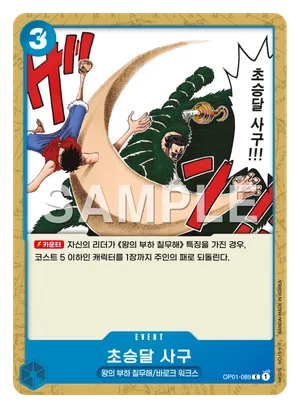 3
초승달 사구!!!
SAMPLE
카운터 자신의 리더가 《왕의 부하 칠무해》 특징을 가진 경우,
코스트 5 이하인 캐릭터를 1장까지 주인의 패로 되돌린다.
EVENT
초승달 사구
왕의 부하 칠무해/바로크 워크스
OP01-089 R 1